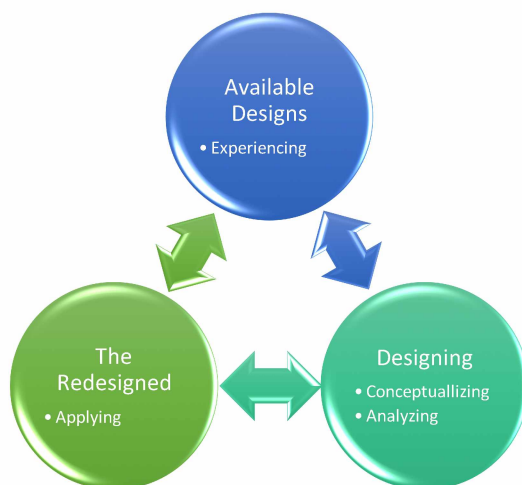 Available
Designs
• Experiencing
The
Redesigned
• Applying
Designing
• Conceptuallizing
• Analyzing